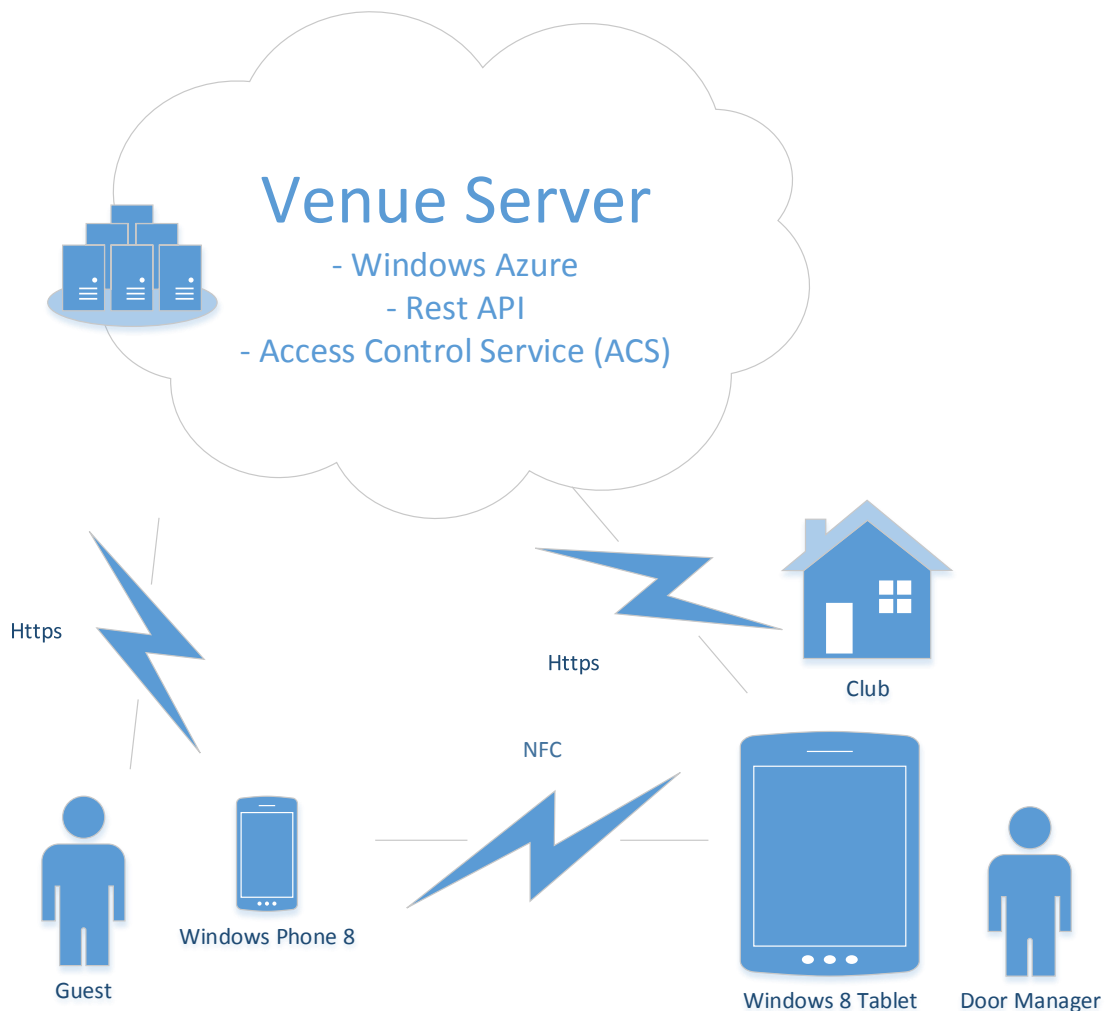 Venue Server
- Windows Azure
- Rest API
- Access Control Service (ACS)
Https
Https
Club
NFC
Windows Phone 8
Guest
Windows 8 Tablet
Door Manager